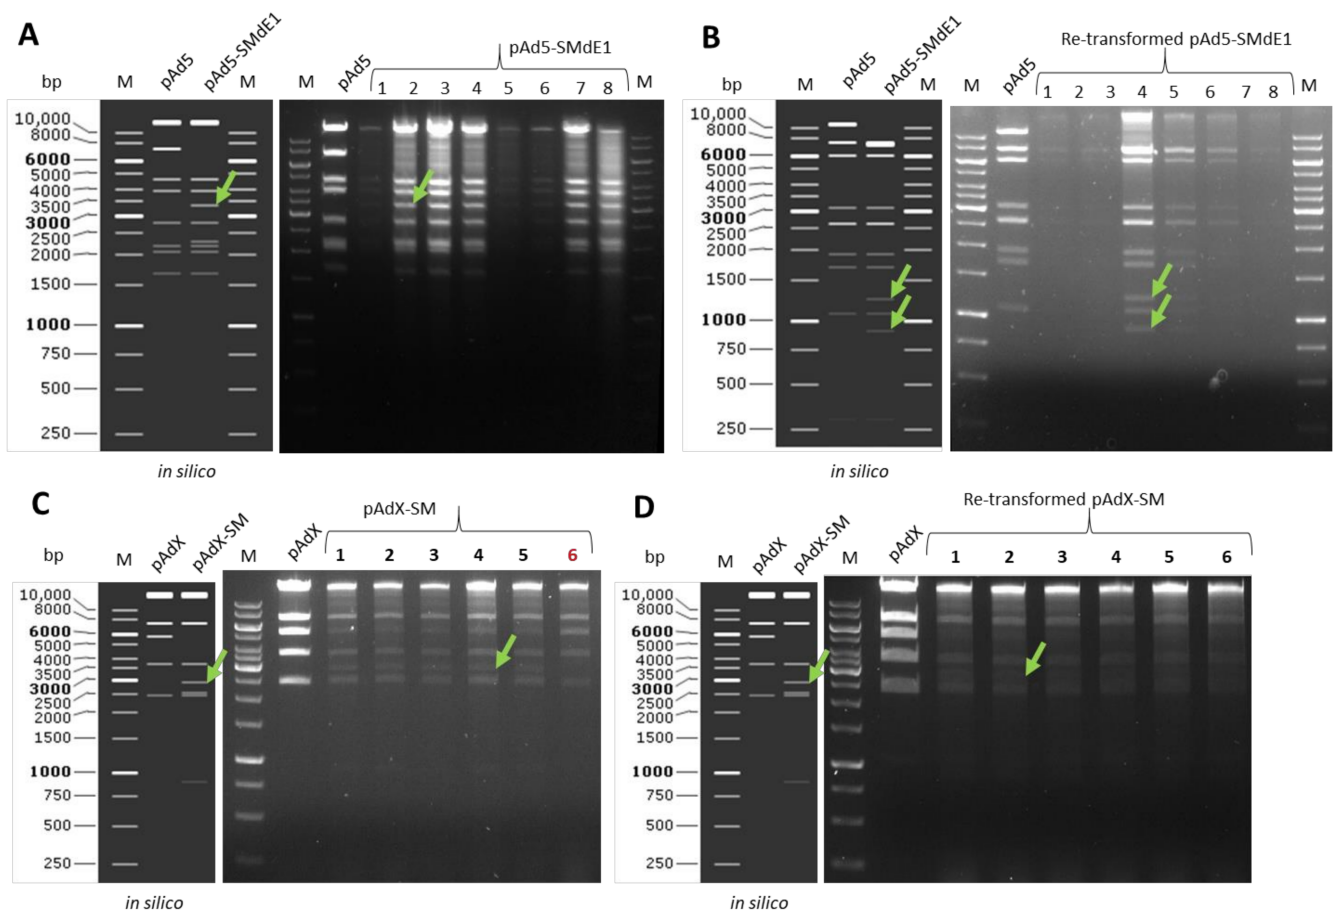 A
pAd5
pAd5-SMdE1
pAd5-SMdE1
bp
M
M
M
pAd5
1 2 3 4 5 6 7 8
M
10,000
8000
6000
5000
4000
3500
3000
2500
2000
1500
1000
750
500
250
in silico
B
pAd5
pAd5-SMdE1
Re-transformed pAd5-SMdE1
bp
M
M
M
pAd5
1 2 3 4 5 6 7 8
M
10,000
8000
6000
5000
4000
3500
3000
2500
2000
1500
1000
750
500
250
in silico
C
pAdX
pAdX-SM
pAdX-SM
bp
M
M
pAdX
1 2 3 4 5 6
10,000
8000
6000
5000
4000
3500
3000
2500
2000
1500
1000
750
500
250
in silico
D
pAdX
pAdX-SM
Re-transformed pAdX-SM
bp
M
M
pAdX
1 2 3 4 5 6
10,000
8000
6000
5000
4000
3500
3000
2500
2000
1500
1000
750
500
250
in silico